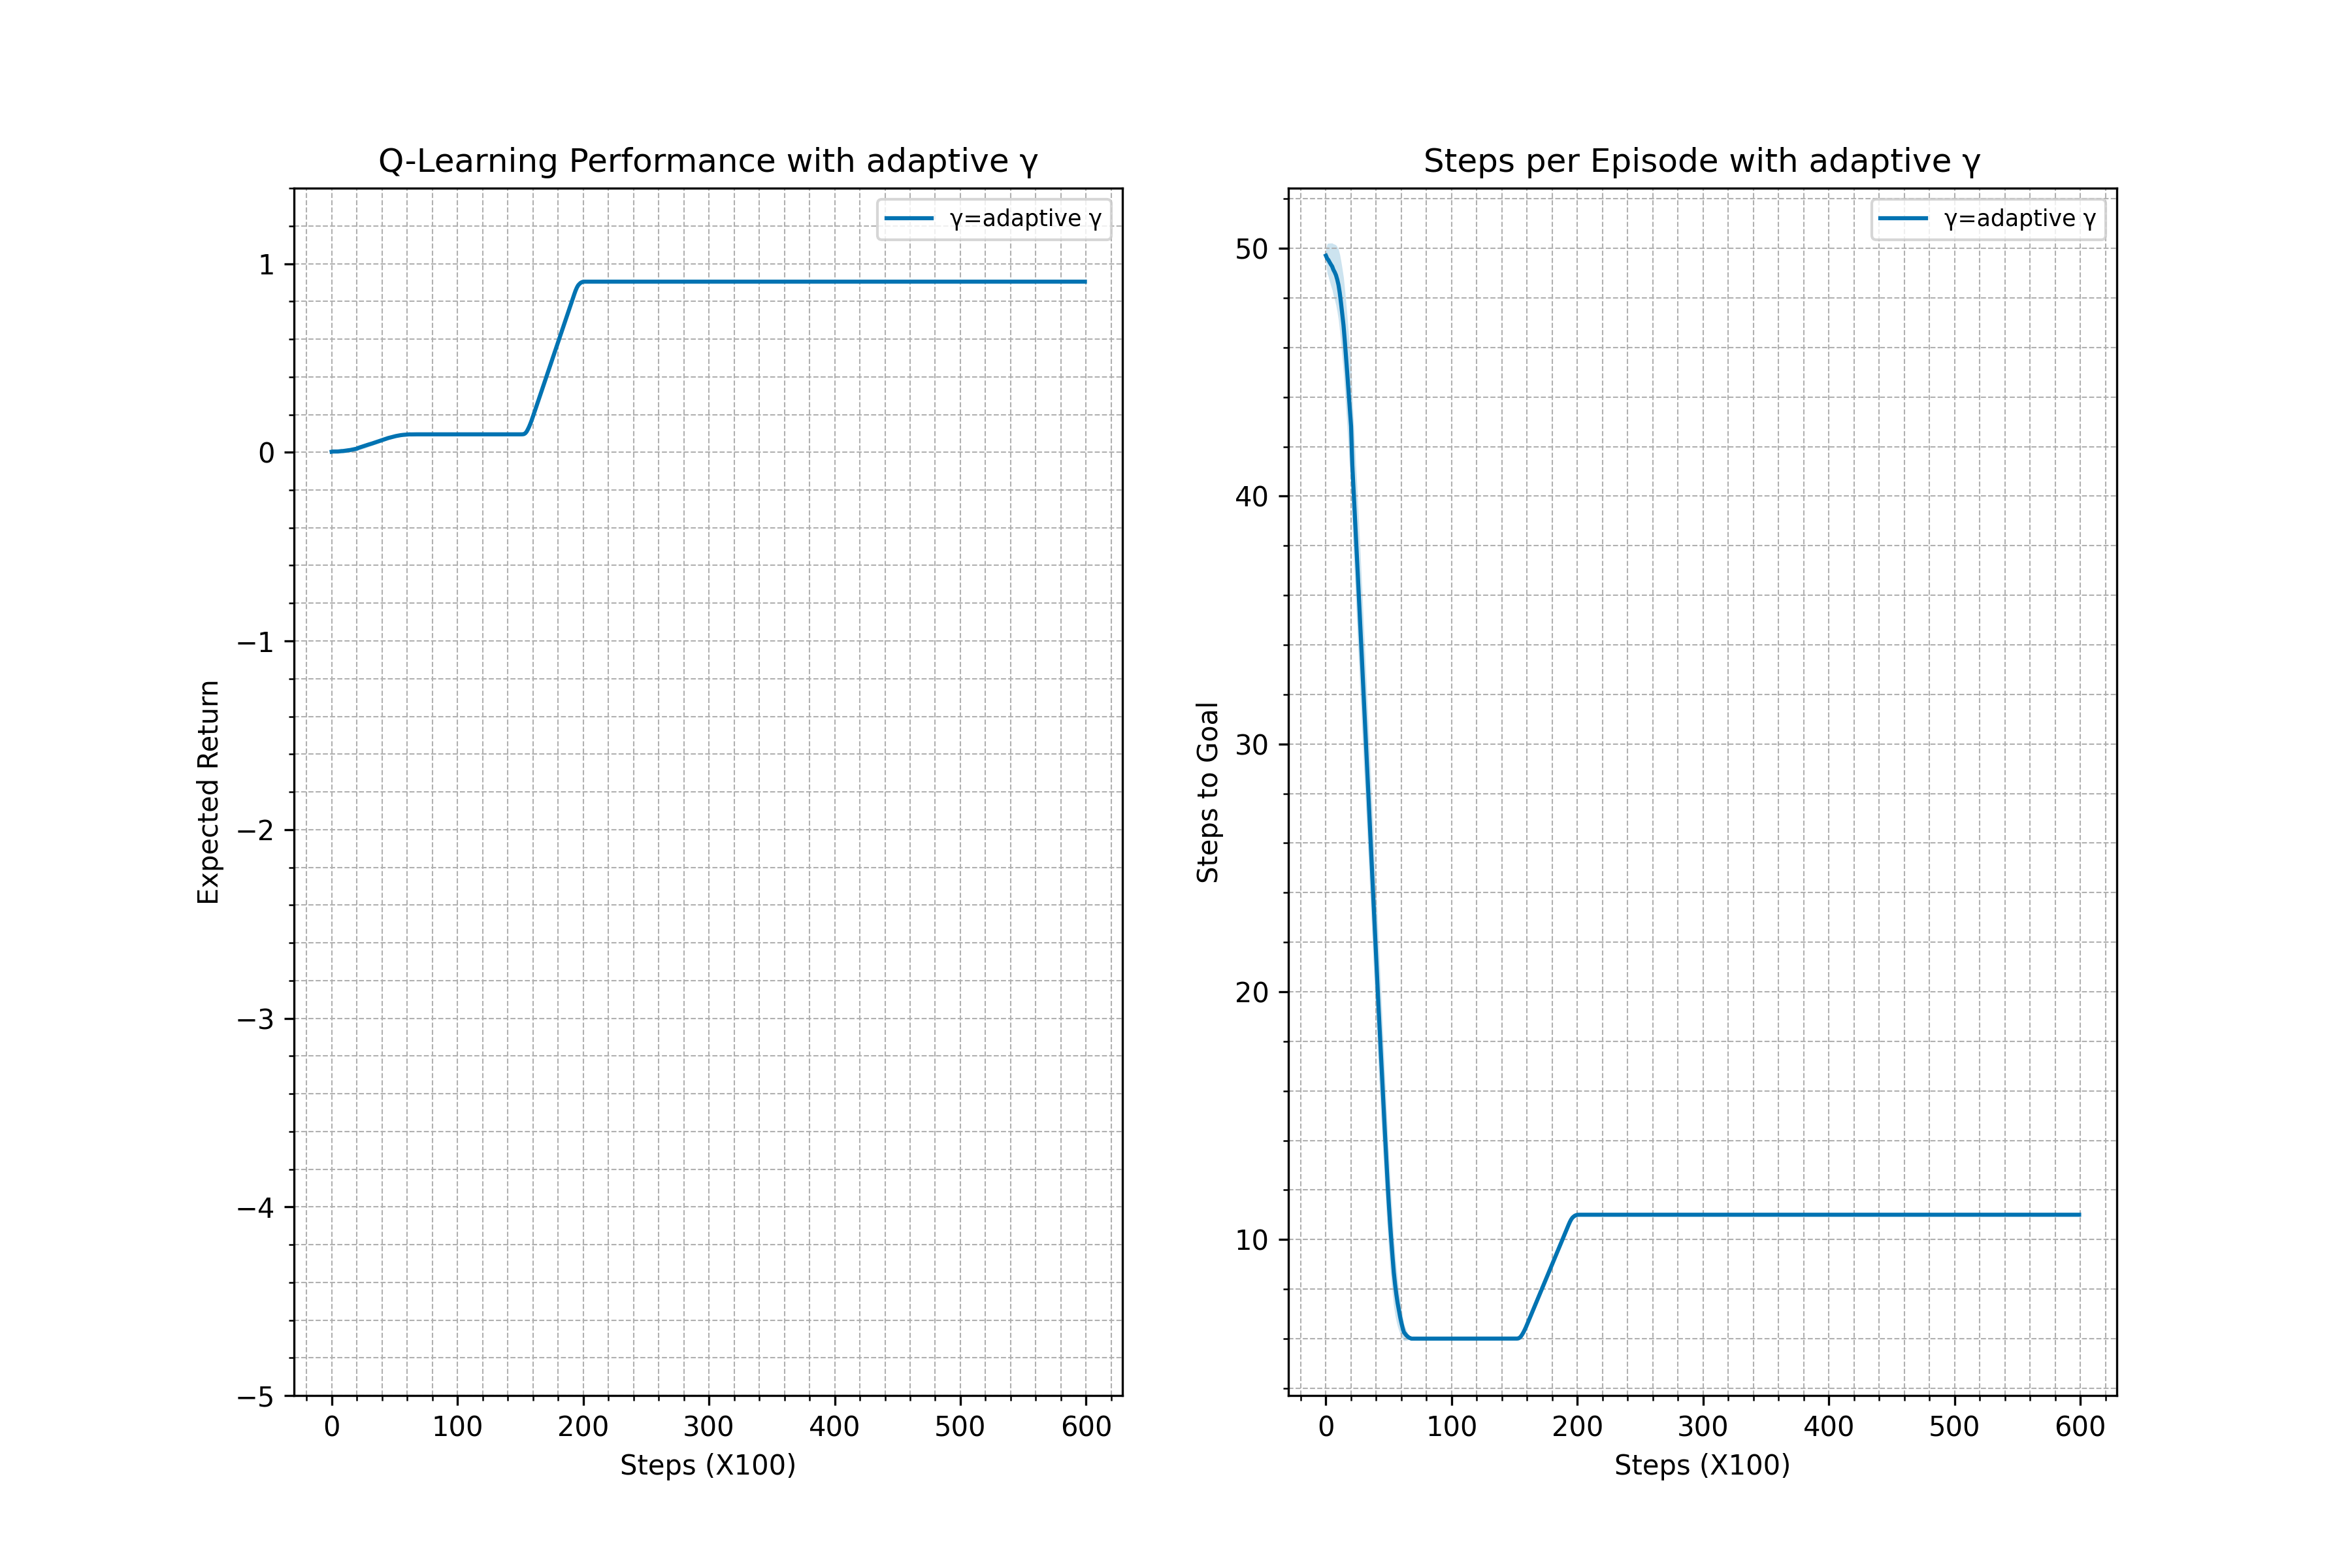 Q-Learning Performance with adaptive γ
γ=adaptive γ
1
0
−1
−2
−3
−4
−5
Expected Return
0 100 200 300 400 500 600
Steps (X100)
Steps per Episode with adaptive γ
γ=adaptive γ
50
40
30
20
10
Steps to Goal
0 100 200 300 400 500 600
Steps (X100)